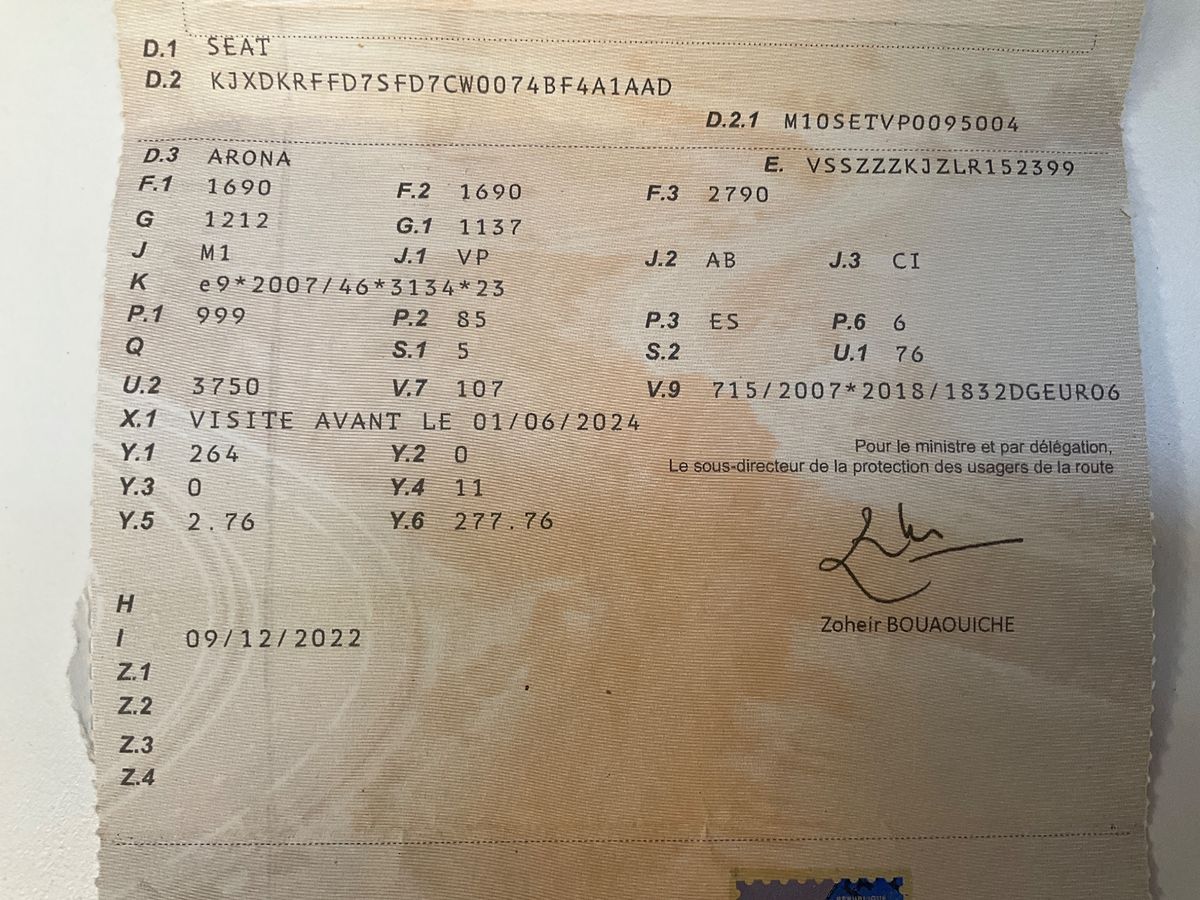 D.1 SEAT
D.2 KJXDKRFFD7SFD7CW0074BF4A1AAD
D.2.1 M10SETVP0095004
D.3 ARONA E. VSSZZZKJZLR152399
F.1 1690 F.2 1690 F.3 2790
G 1212 G.1 1137
J M1 J.1 VP J.2 AB J.3 CI
K e9*2007/46*3134*23
P.1 999 P.2 85 P.3 ES P.6 6
Q S.1 5 S.2 U.1 76
U.2 3750 V.7 107 V.9 715/2007*2018/1832DGEURO6
X.1 VISITE AVANT LE 01/06/2024
Y.1 264 Y.2 0
Pour le ministre et par délégation,
Le sous-directeur de la protection des usagers de la route
Y.3 0 Y.4 11
Y.5 2.76 Y.6 277.76
H
Zoheir BOUAOUICHE
I 09/12/2022
Z.1
Z.2
Z.3
Z.4